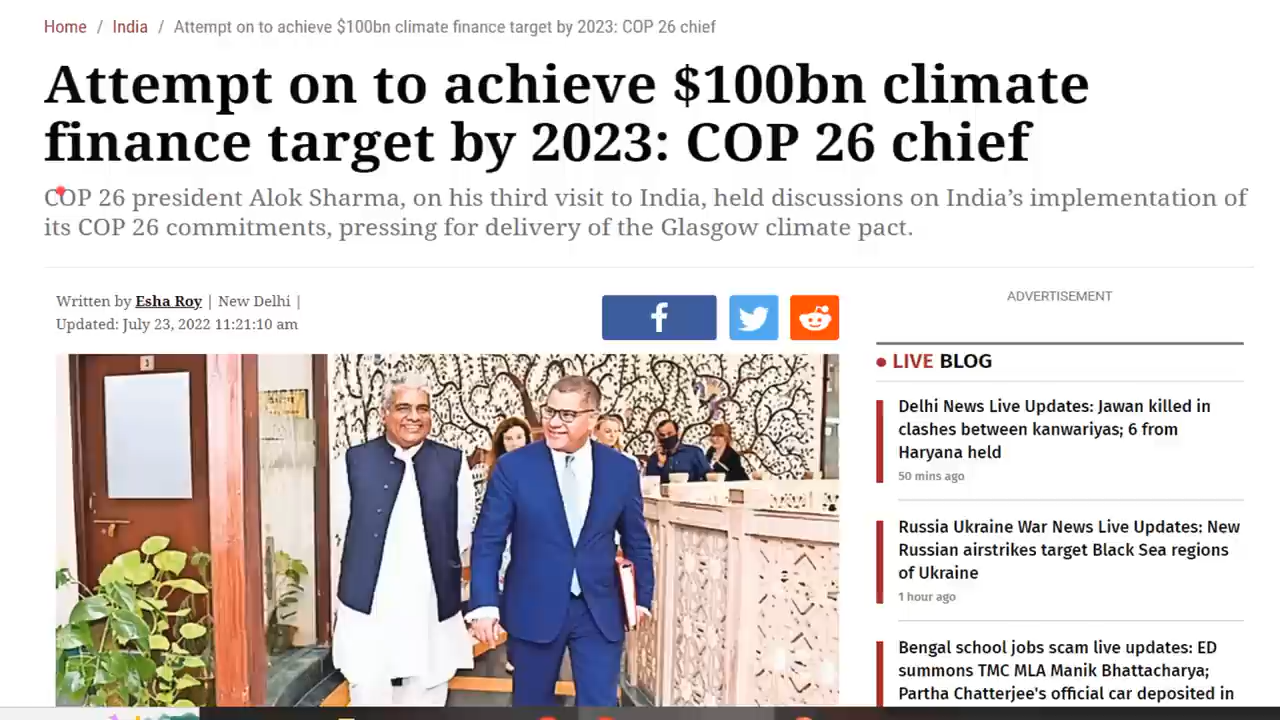 Home / India / Attempt on to achieve $100bn climate finance target by 2023: COP 26 chief
Attempt on to achieve $100bn climate
finance target by 2023: COP 26 chief
COP 26 president Alok Sharma, on his third visit to India, held discussions on India’s implementation of
its COP 26 commitments, pressing for delivery of the Glasgow climate pact.
Written by Esha Roy | New Delhi |
Updated: July 23, 2022 11:21:10 am
ADVERTISEMENT
LIVE BLOG
Delhi News Live Updates: Jawan killed in
clashes between kanwariyas; 6 from
Haryana held
50 mins ago
Russia Ukraine War News Live Updates: New
Russian airstrikes target Black Sea regions
of Ukraine
1 hour ago
Bengal school jobs scam live updates: ED
summons TMC MLA Manik Bhattacharya;
Partha Chatterjee's official car deposited in